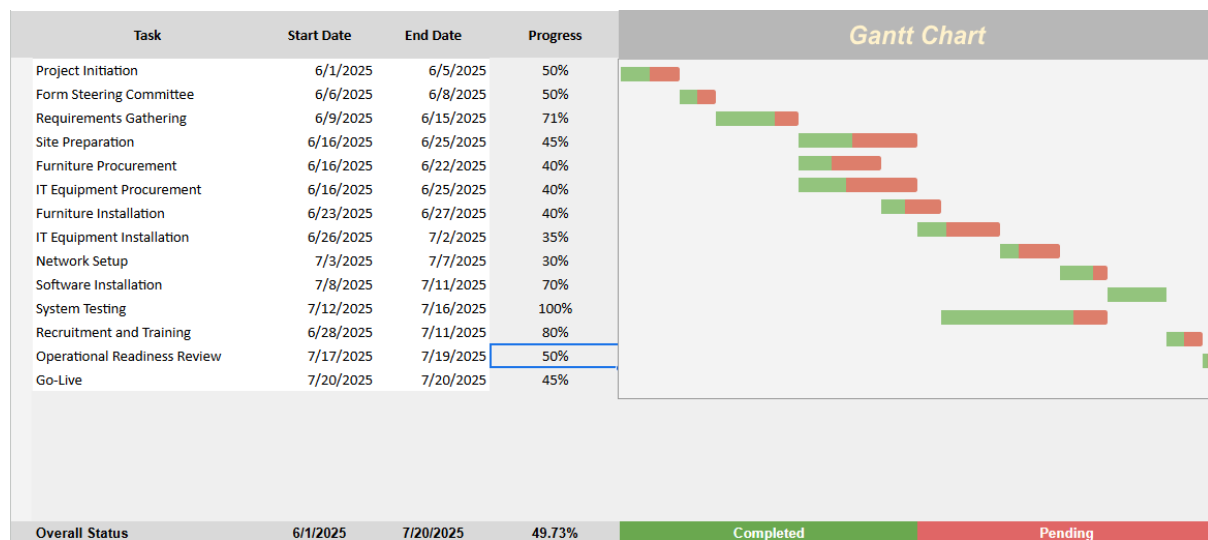 Task Start Date End Date Progress Gantt Chart
Project Initiation 6/1/2025 6/5/2025 50%
Form Steering Committee 6/6/2025 6/8/2025 50%
Requirements Gathering 6/9/2025 6/15/2025 71%
Site Preparation 6/16/2025 6/25/2025 45%
Furniture Procurement 6/16/2025 6/22/2025 40%
IT Equipment Procurement 6/16/2025 6/25/2025 40%
Furniture Installation 6/23/2025 6/27/2025 40%
IT Equipment Installation 6/26/2025 7/2/2025 35%
Network Setup 7/3/2025 7/7/2025 30%
Software Installation 7/8/2025 7/11/2025 70%
System Testing 7/12/2025 7/16/2025 100%
Recruitment and Training 6/28/2025 7/11/2025 80%
Operational Readiness Review 7/17/2025 7/19/2025 50%
Go-Live 7/20/2025 7/20/2025 45%
Overall Status 6/1/2025 7/20/2025 49.73% Completed Pending